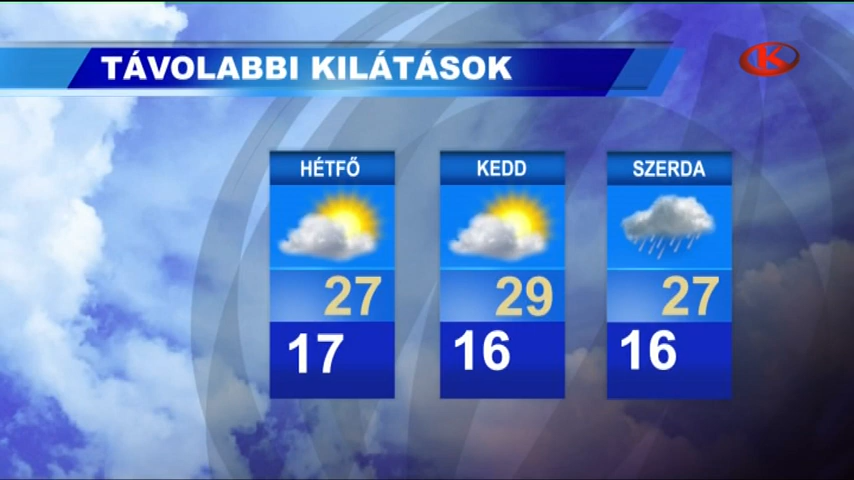 TÁVOLABBI KILÁTÁSOK
K
HÉTFŐ
KEDD
SZERDA
27
29
27
17
16
16